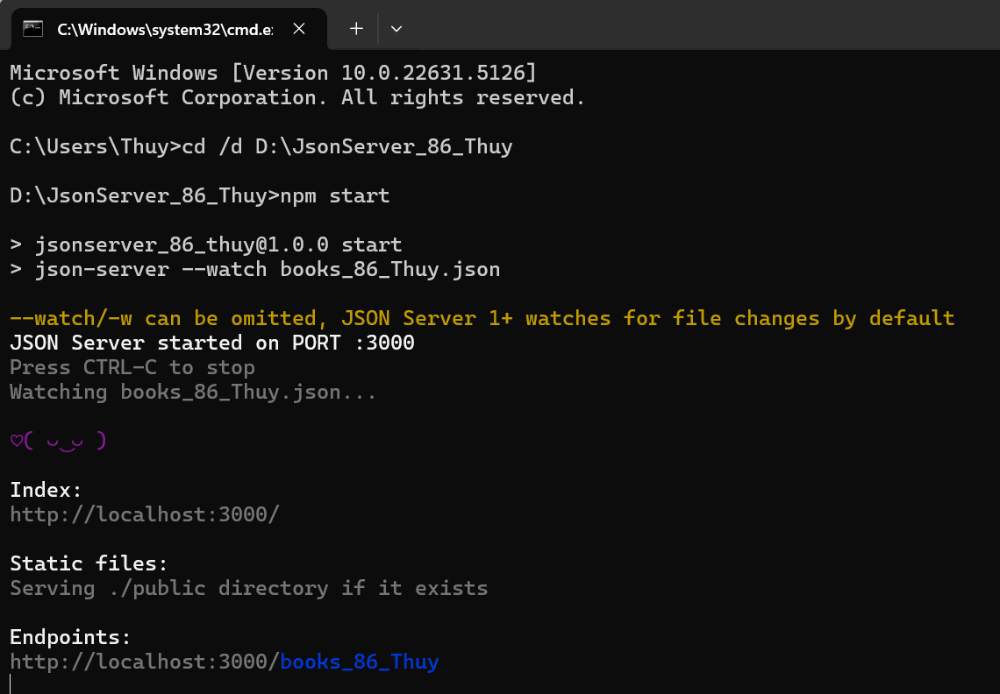 C:\Windows\system32\cmd.e
Microsoft Windows [Version 10.0.22631.5126]
(c) Microsoft Corporation. All rights reserved.
C:\Users\Thuy>cd /d D:\JsonServer_86_Thuy
D:\JsonServer_86_Thuy>npm start
> jsonserver_86_thuy@1.0.0 start
> json-server --watch books_86_Thuy.json
--watch/-w can be omitted, JSON Server 1+ watches for file changes by default
JSON Server started on PORT :3000
Press CTRL-C to stop
Watching books_86_Thuy.json...
♡( ◡‿◡ )
Index:
http://localhost:3000/
Static files:
Serving ./public directory if it exists
Endpoints:
http://localhost:3000/books_86_Thuy